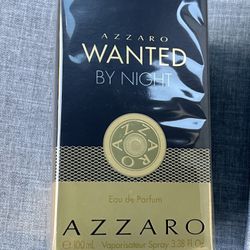 AZZARO
WANTED
BY NIGHT
AZZARO
Eau de Parfum
AZZARO
e 100 mL - Vaporisateur Spray 3.38 Fl. Oz